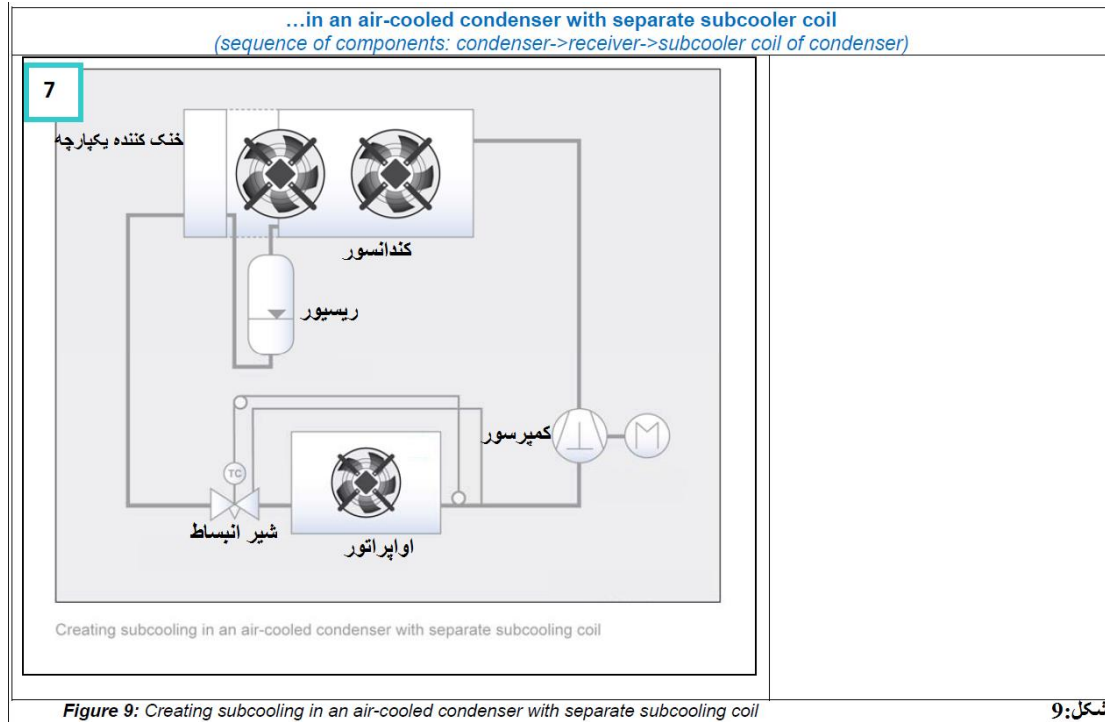 ...in an air-cooled condenser with separate subcooler coil
(sequence of components: condenser->receiver->subcooler coil of condenser)
7
خنک کننده یکپارچه
کندانسور
ریسیور
کمپرسور
M
TC
شیر انبساط
اواپراتور
Creating subcooling in an air-cooled condenser with separate subcooling coil
Figure 9: Creating subcooling in an air-cooled condenser with separate subcooling coil
شکل:9